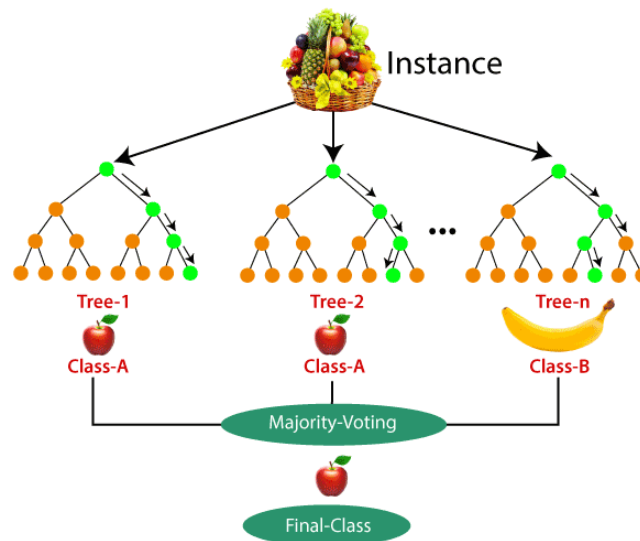 Instance
...
Tree-1
Tree-2
Tree-n
Class-A
Class-A
Class-B
Majority-Voting
Final-Class